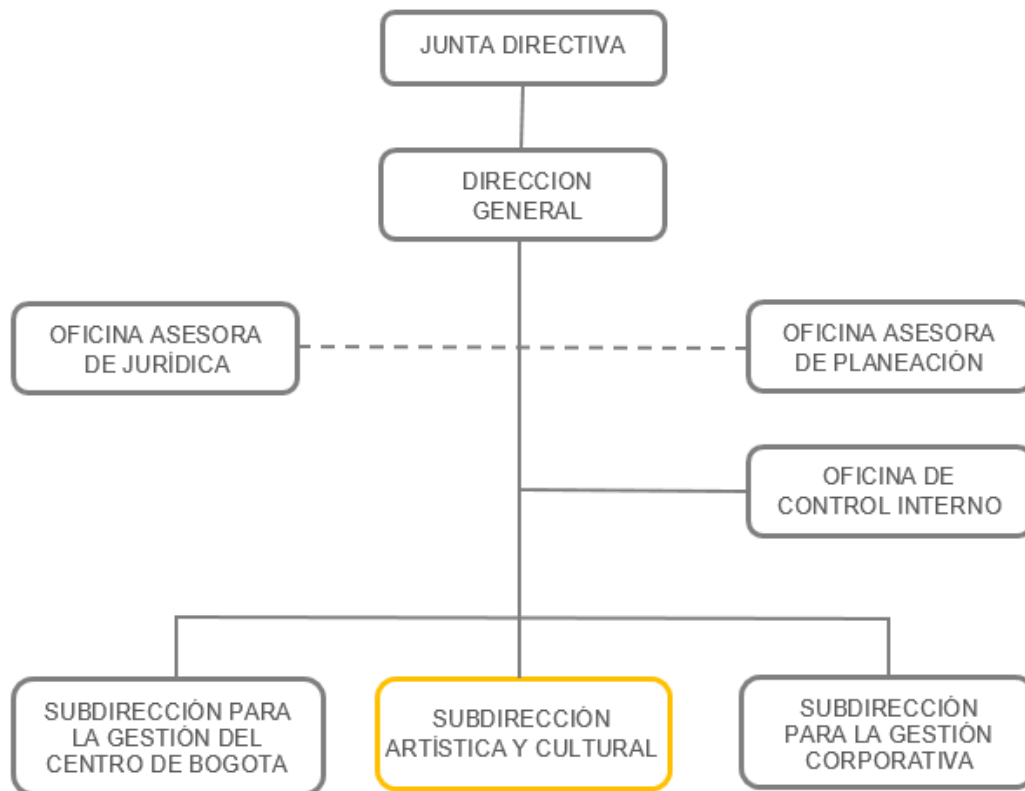 JUNTA DIRECTIVA
DIRECCION
GENERAL
OFICINA ASESORA
DE JURÍDICA
OFICINA ASESORA
DE PLANEACIÓN
OFICINA DE
CONTROL INTERNO
SUBDIRECCIÓN PARA
LA GESTIÓN DEL
CENTRO DE BOGOTA
SUBDIRECCIÓN
ARTÍSTICA Y CULTURAL
SUBDIRECCIÓN
PARA LA GESTIÓN
CORPORATIVA